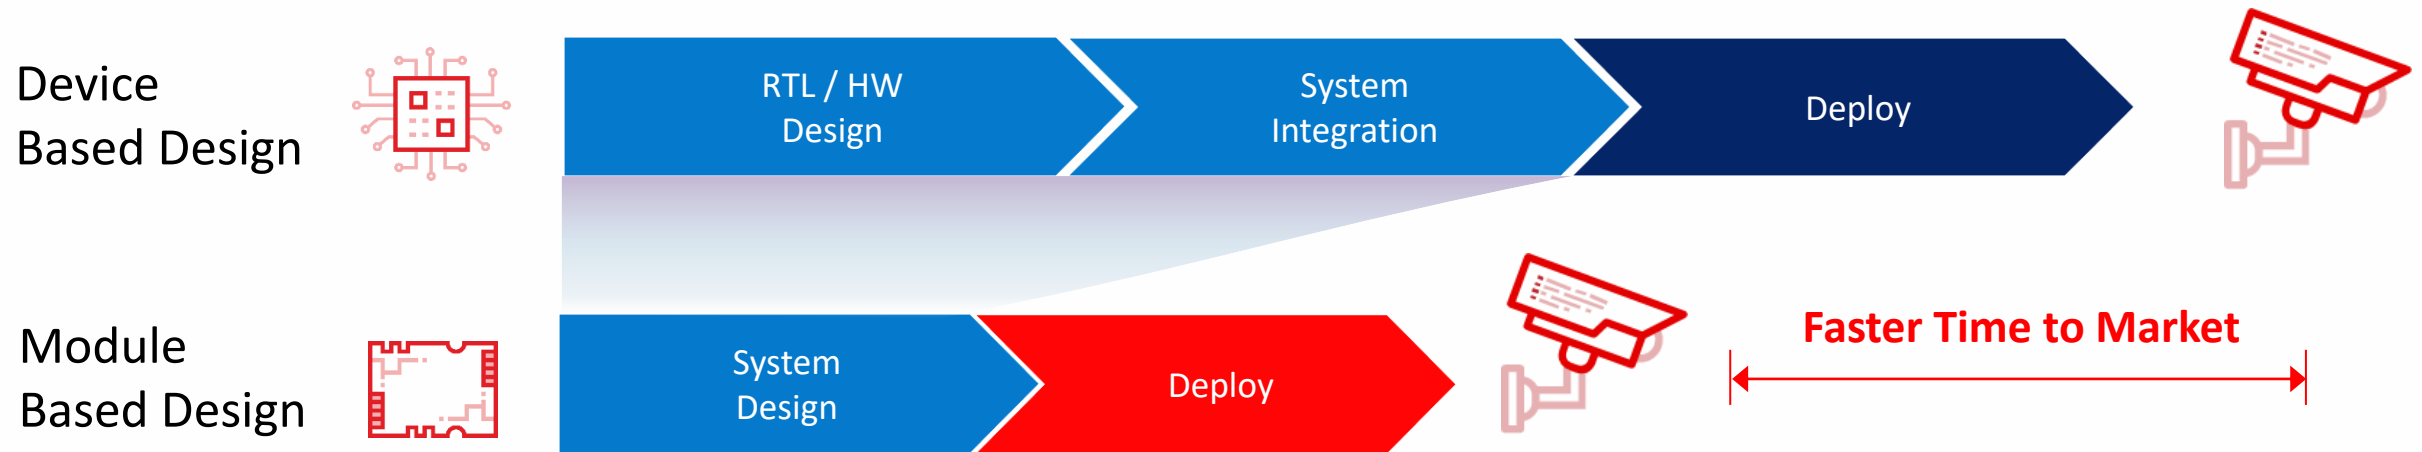 Device
Based Design
RTL / HW
Design
System
Integration
Deploy
Module
Based Design
System
Design
Deploy
Faster Time to Market